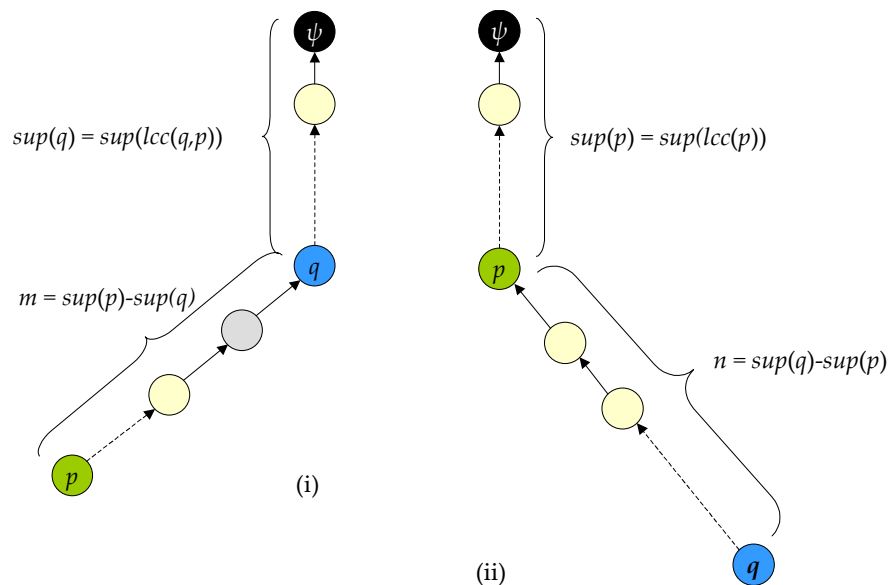 ψ
sup(q) = sup(lcc(q,p))
q
m = sup(p)-sup(q)
p
(i)
ψ
sup(p) = sup(lcc(p))
p
n = sup(q)-sup(p)
q
(ii)